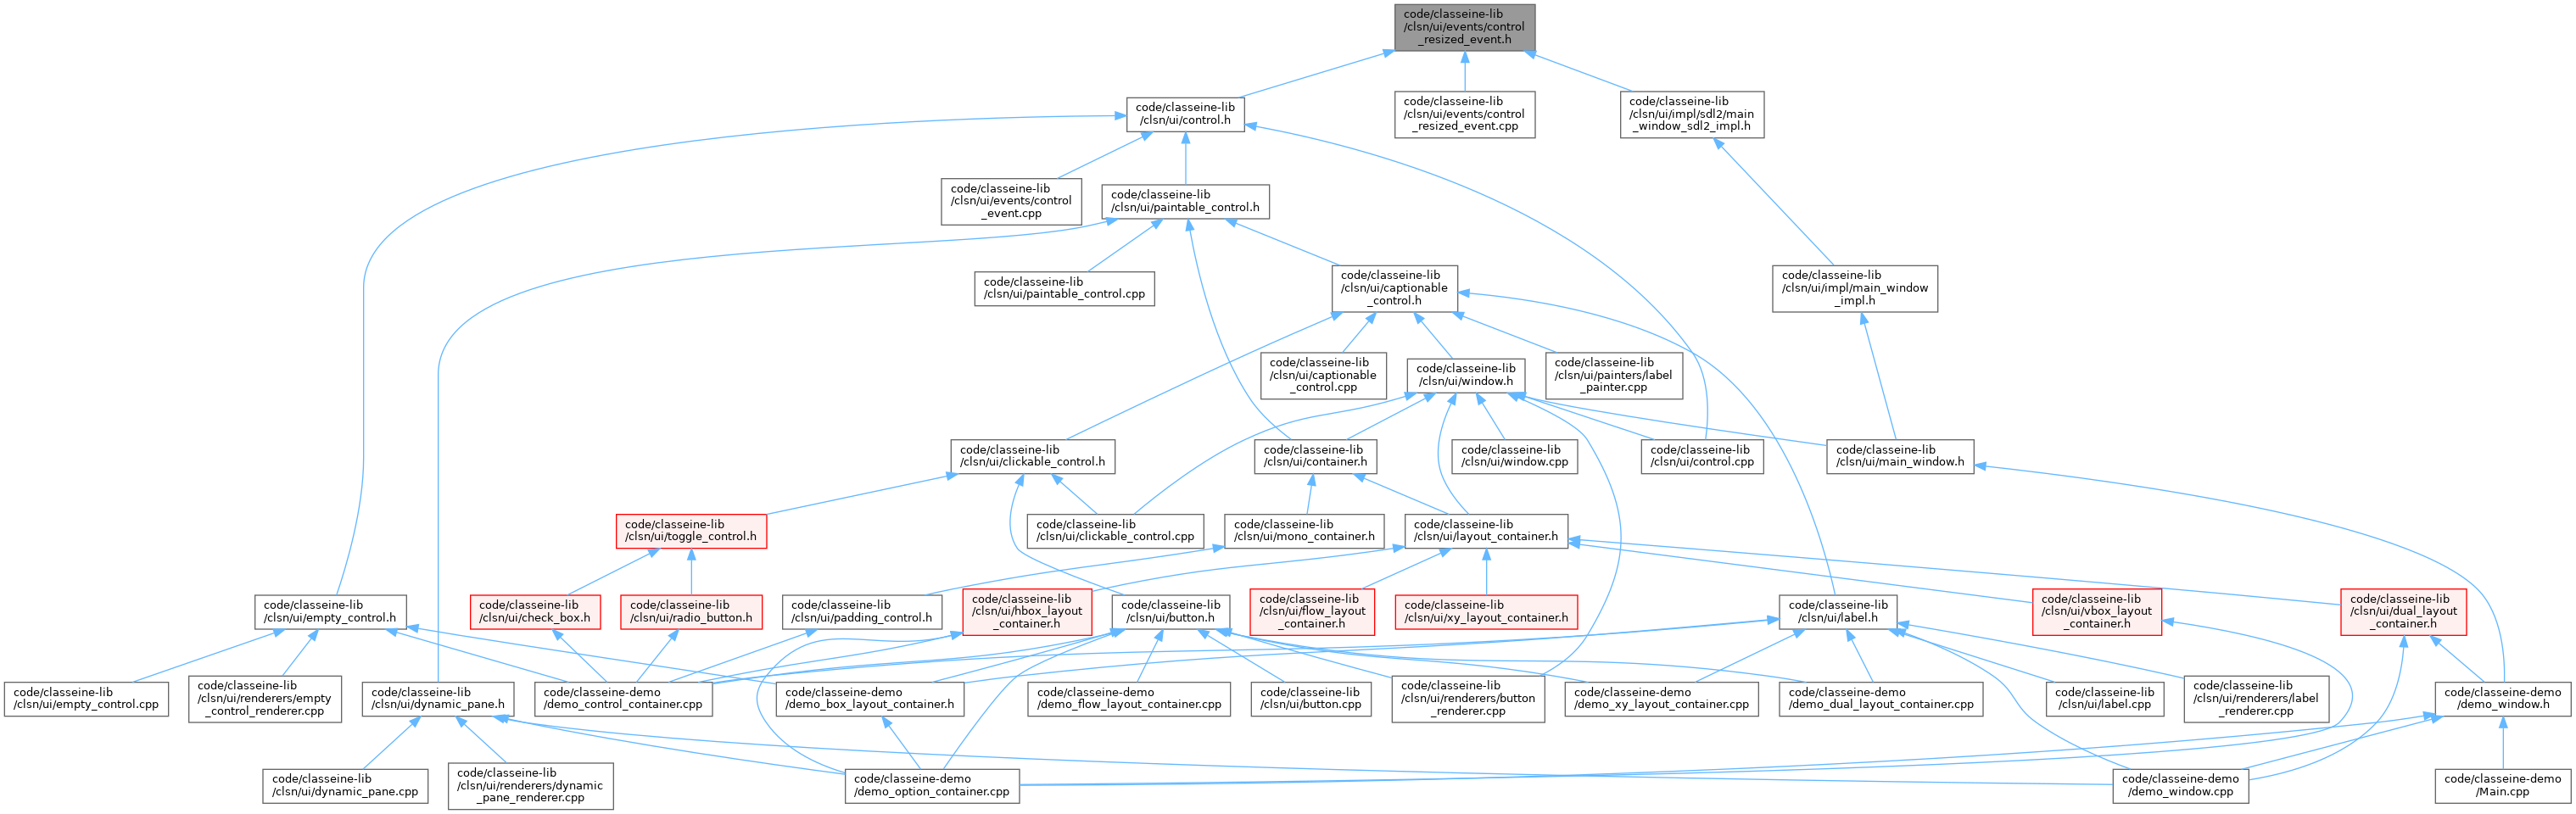 code/classeine-lib
/clsn/ui/events/control
_resized_event.h
code/classeine-lib
/clsn/ui/control.h
code/classeine-lib
/clsn/ui/events/control
_resized_event.cpp
code/classeine-lib
/clsn/ui/impl/sdl2/main
_window_sdl2_impl.h
code/classeine-lib
/clsn/ui/events/control
_event.cpp
code/classeine-lib
/clsn/ui/paintable_control.h
code/classeine-lib
/clsn/ui/paintable_control.cpp
code/classeine-lib
/clsn/ui/captionable
_control.h
code/classeine-lib
/clsn/ui/impl/main_window
_impl.h
code/classeine-lib
/clsn/ui/captionable
_control.cpp
code/classeine-lib
/clsn/ui/window.h
code/classeine-lib
/clsn/ui/painters/label
_painter.cpp
code/classeine-lib
/clsn/ui/clickable_control.h
code/classeine-lib
/clsn/ui/container.h
code/classeine-lib
/clsn/ui/window.cpp
code/classeine-lib
/clsn/ui/control.cpp
code/classeine-lib
/clsn/ui/main_window.h
code/classeine-lib
/clsn/ui/toggle_control.h
code/classeine-lib
/clsn/ui/clickable_control.cpp
code/classeine-lib
/clsn/ui/mono_container.h
code/classeine-lib
/clsn/ui/layout_container.h
code/classeine-lib
/clsn/ui/empty_control.h
code/classeine-lib
/clsn/ui/check_box.h
code/classeine-lib
/clsn/ui/radio_button.h
code/classeine-lib
/clsn/ui/padding_control.h
code/classeine-lib
/clsn/ui/hbox_layout
_container.h
code/classeine-lib
/clsn/ui/button.h
code/classeine-lib
/clsn/ui/flow_layout
_container.h
code/classeine-lib
/clsn/ui/xy_layout_container.h
code/classeine-lib
/clsn/ui/label.h
code/classeine-lib
/clsn/ui/vbox_layout
_container.h
code/classeine-lib
/clsn/ui/dual_layout
_container.h
code/classeine-lib
/clsn/ui/empty_control.cpp
code/classeine-lib
/clsn/ui/renderers/empty
_control_renderer.cpp
code/classeine-lib
/clsn/ui/dynamic_pane.h
code/classeine-demo
/demo_control_container.cpp
code/classeine-demo
/demo_box_layout_container.h
code/classeine-demo
/demo_flow_layout_container.cpp
code/classeine-lib
/clsn/ui/button.cpp
code/classeine-lib
/clsn/ui/renderers/button
_renderer.cpp
code/classeine-demo
/demo_xy_layout_container.cpp
code/classeine-demo
/demo_dual_layout_container.cpp
code/classeine-lib
/clsn/ui/label.cpp
code/classeine-lib
/clsn/ui/renderers/label
_renderer.cpp
code/classeine-demo
/demo_window.h
code/classeine-lib
/clsn/ui/dynamic_pane.cpp
code/classeine-lib
/clsn/ui/renderers/dynamic
_pane_renderer.cpp
code/classeine-demo
/demo_option_container.cpp
code/classeine-demo
/demo_window.cpp
code/classeine-demo
/Main.cpp